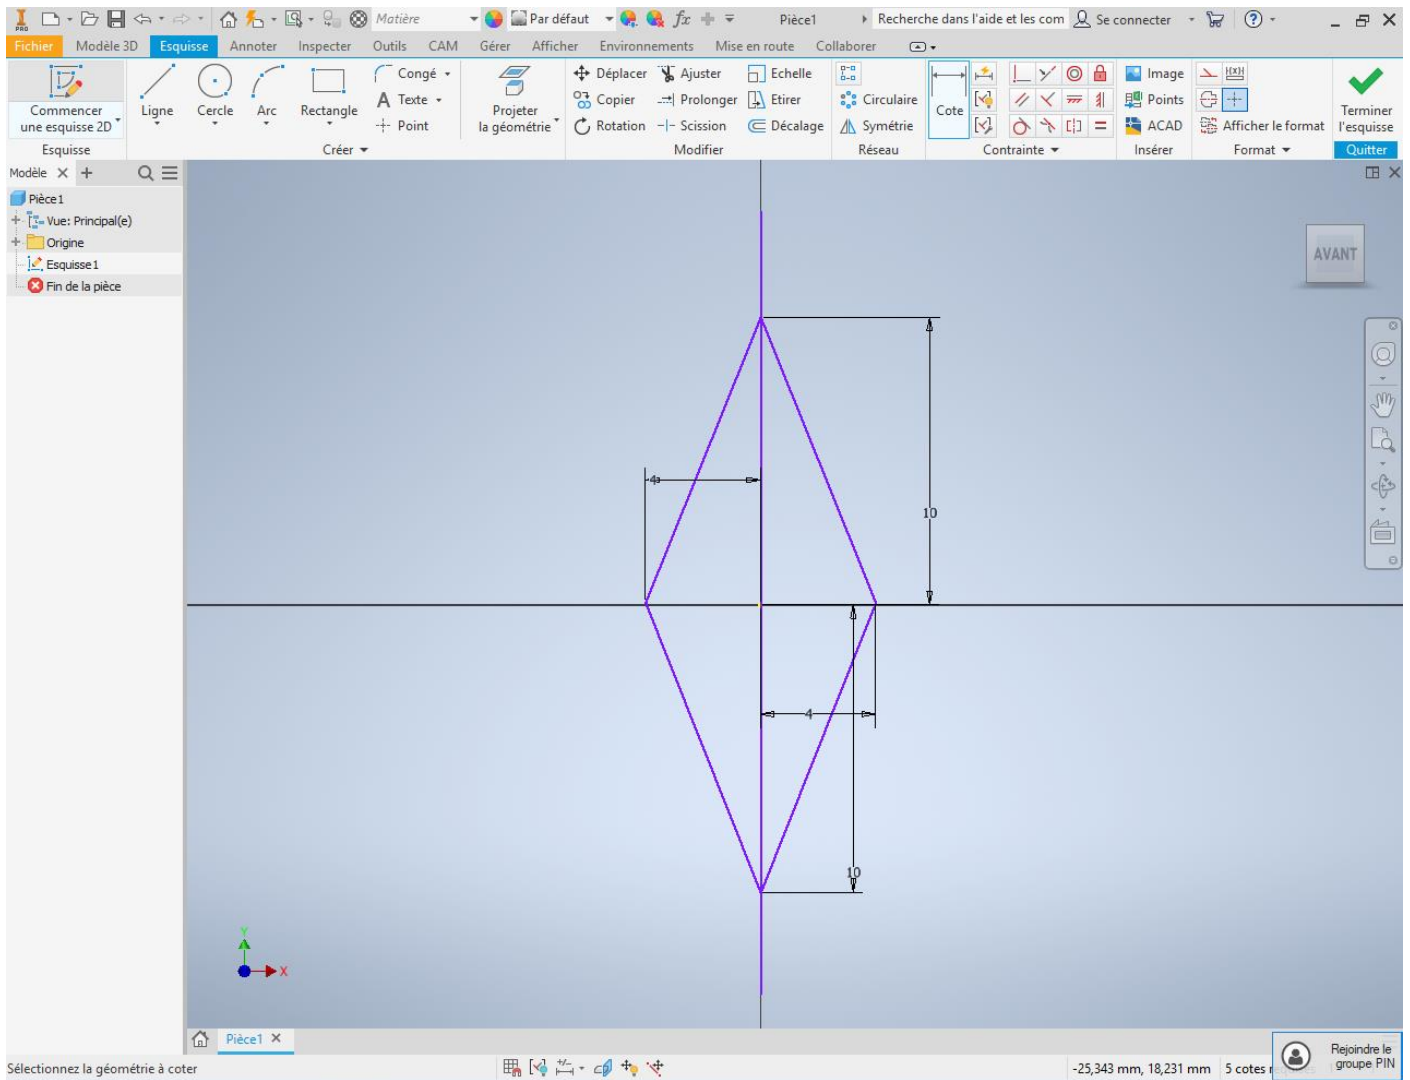 PRO
Matière
Par défaut
fx
Pièce1
Recherche dans l'aide et les com
Se connecter
Fichier Modèle 3D Esquisse Annoter Inspecter Outils CAM Gérer Afficher Environnements Mise en route Collaborer
Commencer
une esquisse 2D
Ligne
Cercle
Arc
Rectangle
Congé
A Texte
Point
Projeter
la géométrie
Déplacer Ajuster Echelle
Copier Prolonger Etirer
Rotation Scission Décalage
Circulaire
Symétrie
Cote
Image
Points
ACAD
Afficher le format
Terminer
l'esquisse
Esquisse Créer Modifier Réseau Contrainte Insérer Format Quitter
Modèle
Pièce1
Vue: Principal(e)
Origine
Esquisse1
Fin de la pièce
AVANT
4
10
4
10
Y
X
Pièce1
Sélectionnez la géométrie à coter
-25,343 mm, 18,231 mm
5 cotes
Rejoindre le
groupe PIN